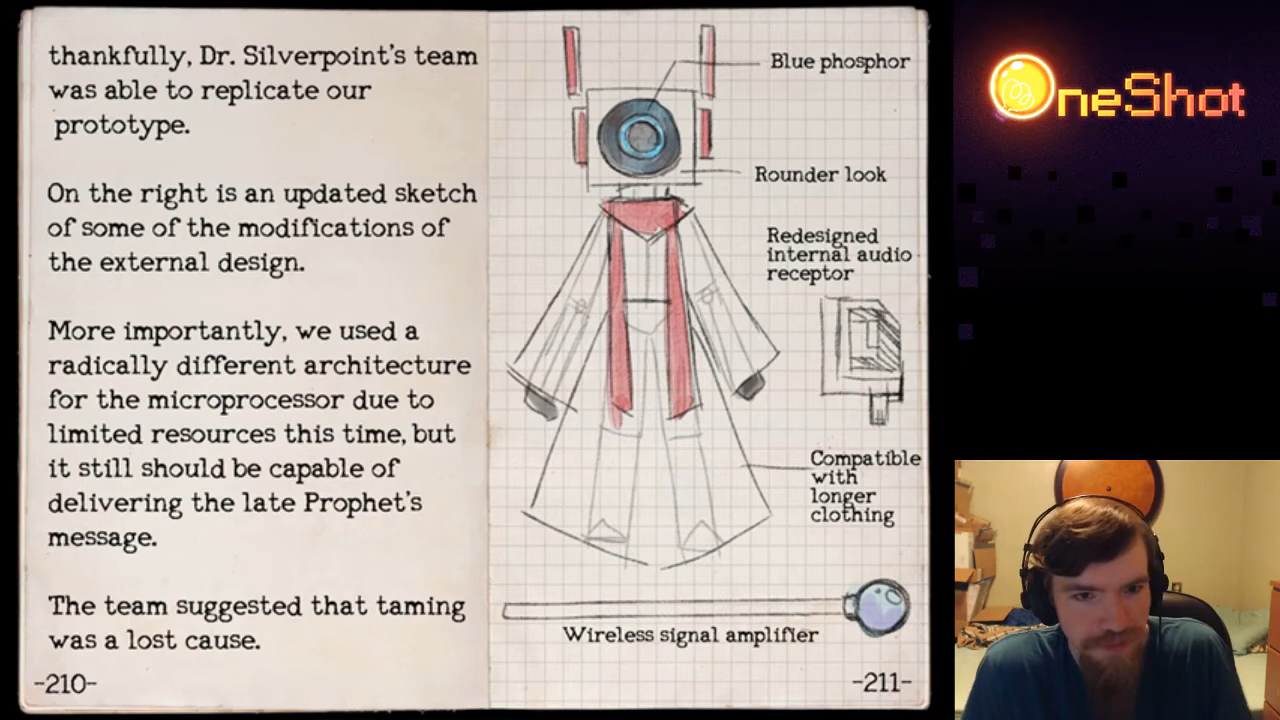 thankfully, Dr. Silverpoint's team
was able to replicate our
prototype.
On the right is an updated sketch
of some of the modifications of
the external design.
More importantly, we used a
radically different architecture
for the microprocessor due to
limited resources this time, but
it still should be capable of
delivering the late Prophet's
message.
The team suggested that taming
was a lost cause.
-210-
Blue phosphor
Rounder look
Redesigned
internal audio
receptor
Compatible
with
longer
clothing
Wireless signal amplifier
-211-
OneShot